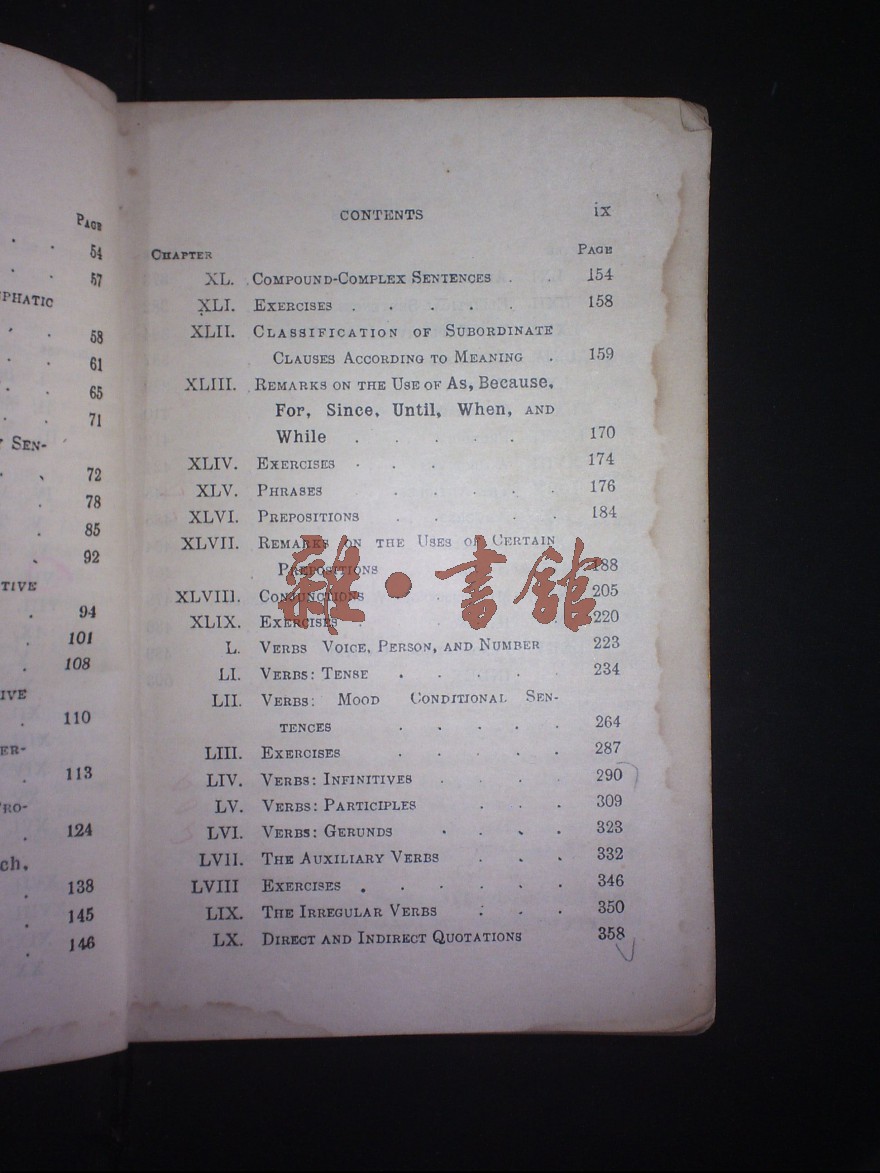 PAGE
54
57
PHATIC
58
61
65
71
SEN-
72
78
85
92
TIVE
94
101
108
IVE
110
ER-
113
RO-
124
ch.
138
145
146
CONTENTS ix
CHAPTER PAGE
XL. COMPOUND-COMPLEX SENTENCES . . 154
XLI. EXERCISES . . . . . 158
XLII. CLASSIFICATION OF SUBORDINATE
CLAUSES ACCORDING TO MEANING . 159
XLIII. REMARKS ON THE USE OF As, Because,
For, Since, Until, When, AND
While . . . . . 170
XLIV. EXERCISES . . . 174
XLV. PHRASES . . . . 176
XLVI. PREPOSITIONS . . . . 184
XLVII. REMARKS ON THE USES OF CERTAIN
PREPOSITIONS 188
XLVIII. CONJUNCTIONS . . . 205
XLIX. EXERCISES . . 220
L. VERBS VOICE, PERSON, AND NUMBER 223
LI. VERBS: TENSE . . . . . 234
LII. VERBS: MOOD CONDITIONAL SEN-
TENCES . . . . . 264
LIII. EXERCISES . . . . . 287
LIV. VERBS: INFINITIVES . . . . 290
LV. VERBS: PARTICIPLES . . . 309
LVI. VERBS: GERUNDS . . . . 323
LVII. THE AUXILIARY VERBS . . . 332
LVIII EXERCISES . . . . . . 346
LIX. THE IRREGULAR VERBS . . . 350
LX. DIRECT AND INDIRECT QUOTATIONS 358
雜·書館